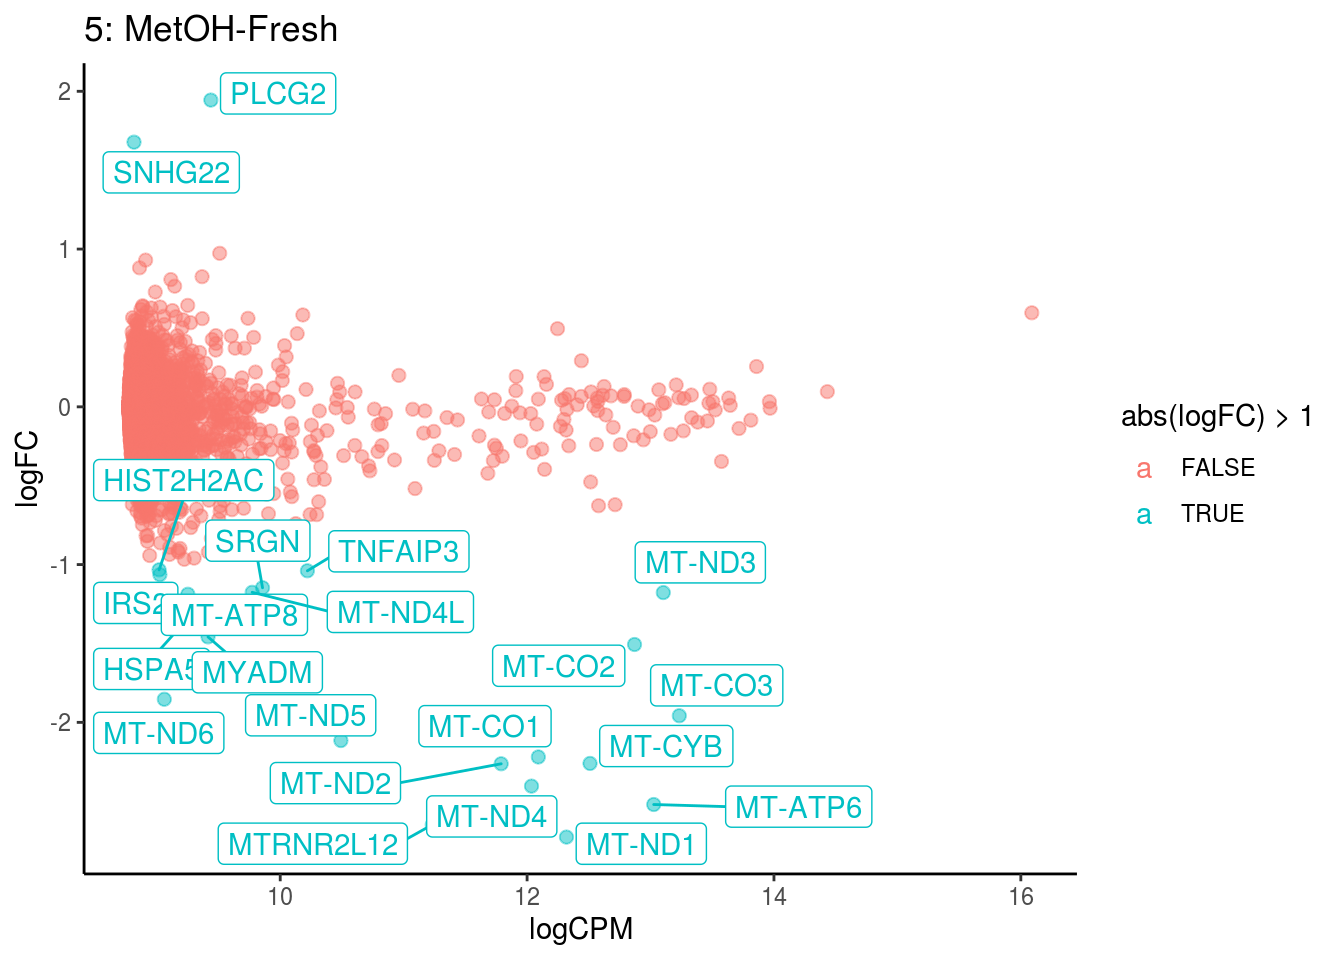 5: MetOH-Fresh
2
PLCG2
SNHG22
1
0
logFC
HIST2H2AC
SRGN
TNFAIP3
-1
MT-ND3
IRS2
MT-ATP8
MT-ND4L
HSPA5
MYADM
MT-CO2
MT-CO3
MT-ND6
MT-ND5
MT-CO1
-2
MT-CYB
MT-ND2
MT-ND4
MT-ATP6
MTRNR2L12
MT-ND1
10
12
14
16
logCPM
abs(logFC) > 1
a FALSE
a TRUE